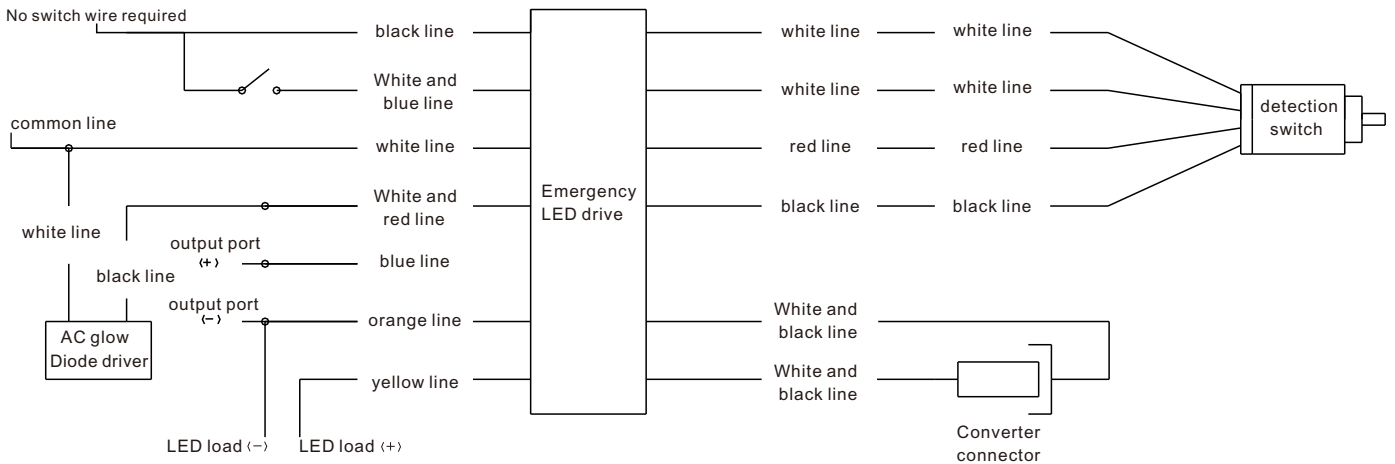 No switch wire required
black line
white line
white line
White and
blue line
white line
white line
common line
white line
red line
red line
detection
switch
White and
red line
Emergency
LED drive
black line
black line
white line
output port
(+)
blue line
black line
output port
(−)
orange line
White and
black line
AC glow
Diode driver
yellow line
White and
black line
LED load (−)
LED load (+)
Converter
connector